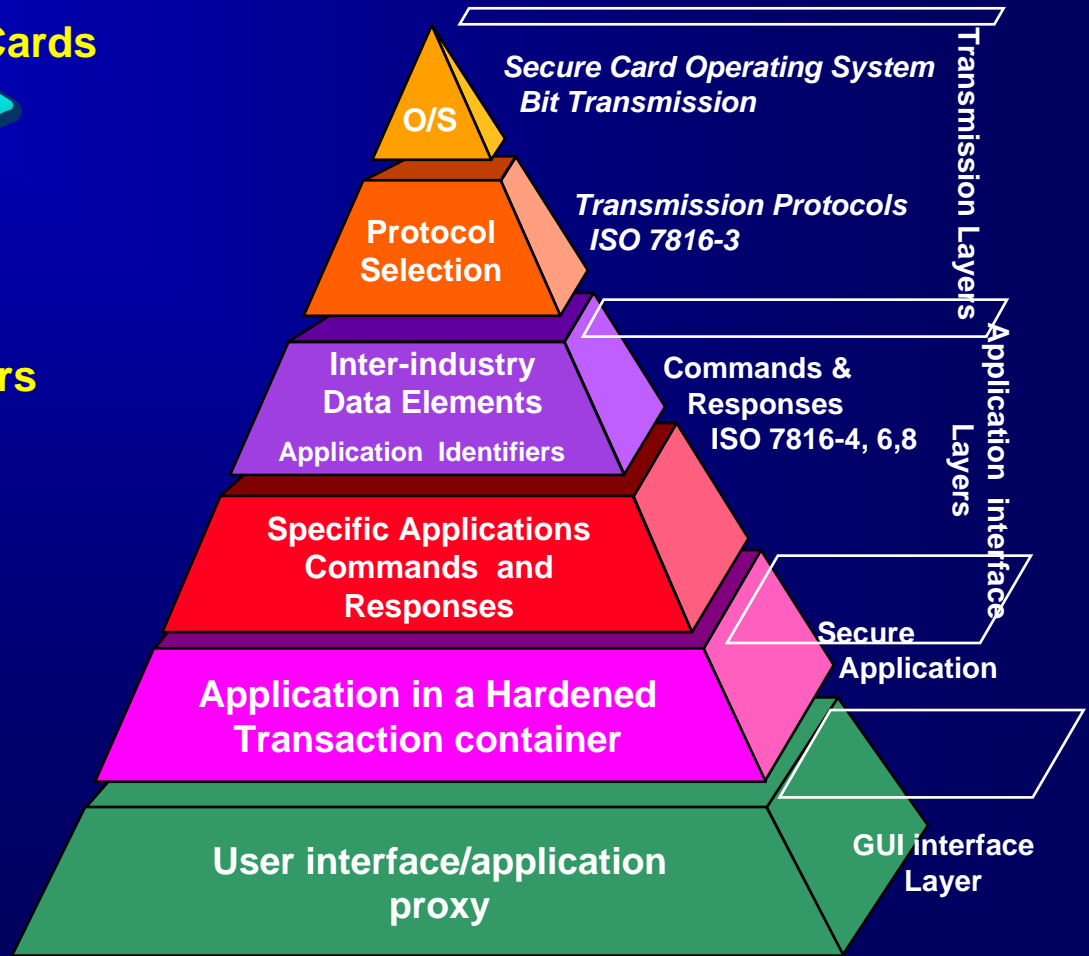 Cards
O/S
Secure Card Operating System
Bit Transmission
Transmission Layers
Protocol
Selection
Transmission Protocols
ISO 7816-3
rs
Inter-industry
Data Elements
Application Identifiers
Commands &
Responses
ISO 7816-4, 6,8
Application interface
Layers
Specific Applications
Commands and
Responses
Secure
Application
Application in a Hardened
Transaction container
User interface/application
proxy
GUI interface
Layer